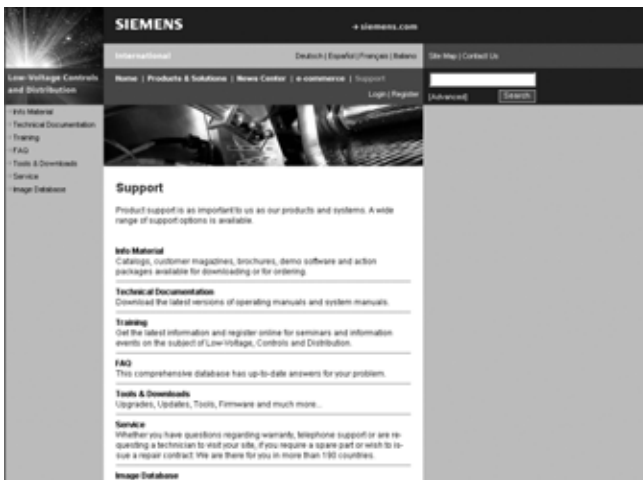 SIEMENS
→ siemens.com
International
Deutsch | Español | Français | Italiano
Site Map | Contact Us
Low-Voltage Controls
and Distribution
Home | Products & Solutions | News Center | e-commerce | Support
Login | Register
[Advanced]
Search
Info Material
Technical Documentation
Training
FAQ
Tools & Downloads
Service
Image Database
Support
Product support is as important to us as our products and systems. A wide
range of support options is available.
Info Material
Catalogs, customer magazines, brochures, demo software and action
packages available for downloading or for ordering.
Technical Documentation
Download the latest versions of operating manuals and system manuals.
Training
Get the latest information and register online for seminars and information
events on the subject of Low-Voltage, Controls and Distribution.
FAQ
This comprehensive database has up-to-date answers for your problem.
Tools & Downloads
Upgrades, Updates, Tools, Firmware and much more...
Service
Whether you have questions regarding warranty, telephone support or are re-
questing a technician to visit your site, if you require a spare part or wish to is-
sue a repair contract: We are there for you in more than 190 countries.
Image Database